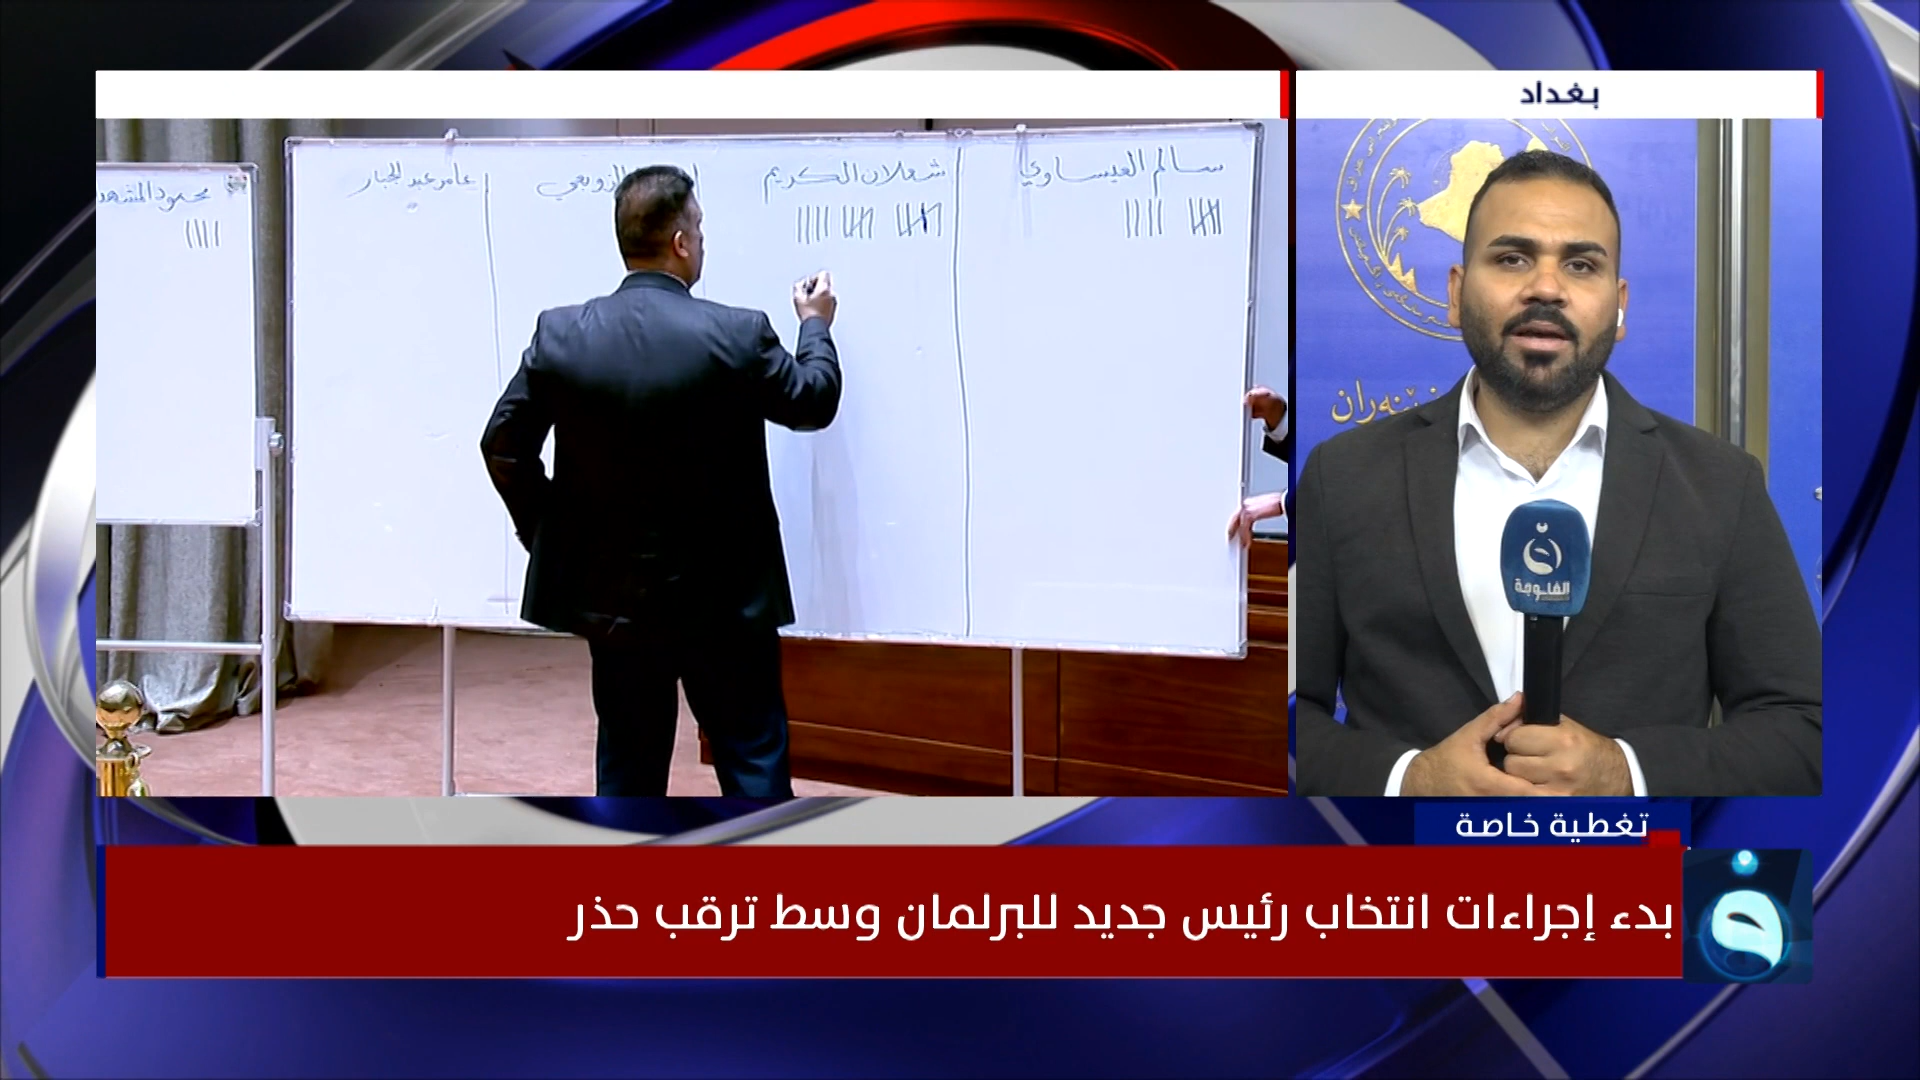 بغداد
سالم العيساوي
شعلان الكريم
الزوبعي
عامر عبد الجبار
محمود المشهد
الفلوجة
تغطية خاصة
بدء إجراءات انتخاب رئيس جديد للبرلمان وسط ترقب حذر